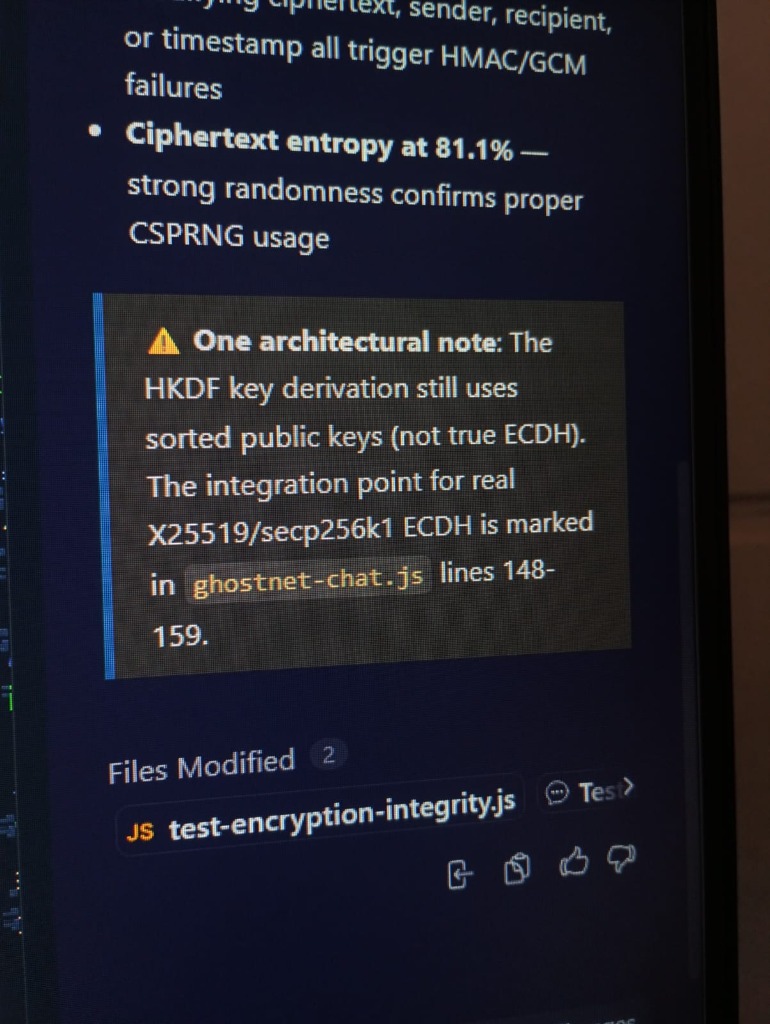 ciphertext, sender, recipient,
or timestamp all trigger HMAC/GCM
failures
• Ciphertext entropy at 81.1% —
strong randomness confirms proper
CSPRNG usage
⚠ One architectural note: The
HKDF key derivation still uses
sorted public keys (not true ECDH).
The integration point for real
X25519/secp256k1 ECDH is marked
in ghostnet-chat.js lines 148-
159.
Files Modified 2
JS test-encryption-integrity.js Tes